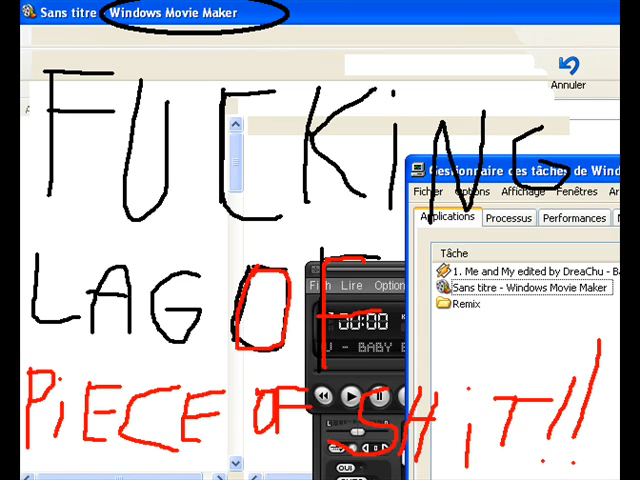 Sans titre - Windows Movie Maker
Annuler
FUCKiNG
Gestionnaire des tâches de Wind
Fichier Options Affichage Fenêtres
Applications Processus Performances
Tâche
1. Me and My edited by DreaChu - B
Sans titre - Windows Movie Maker
Remix
LAG OF
Lire Option
00:00
U - BABY B
PiECE OF SHiT!!
OUI